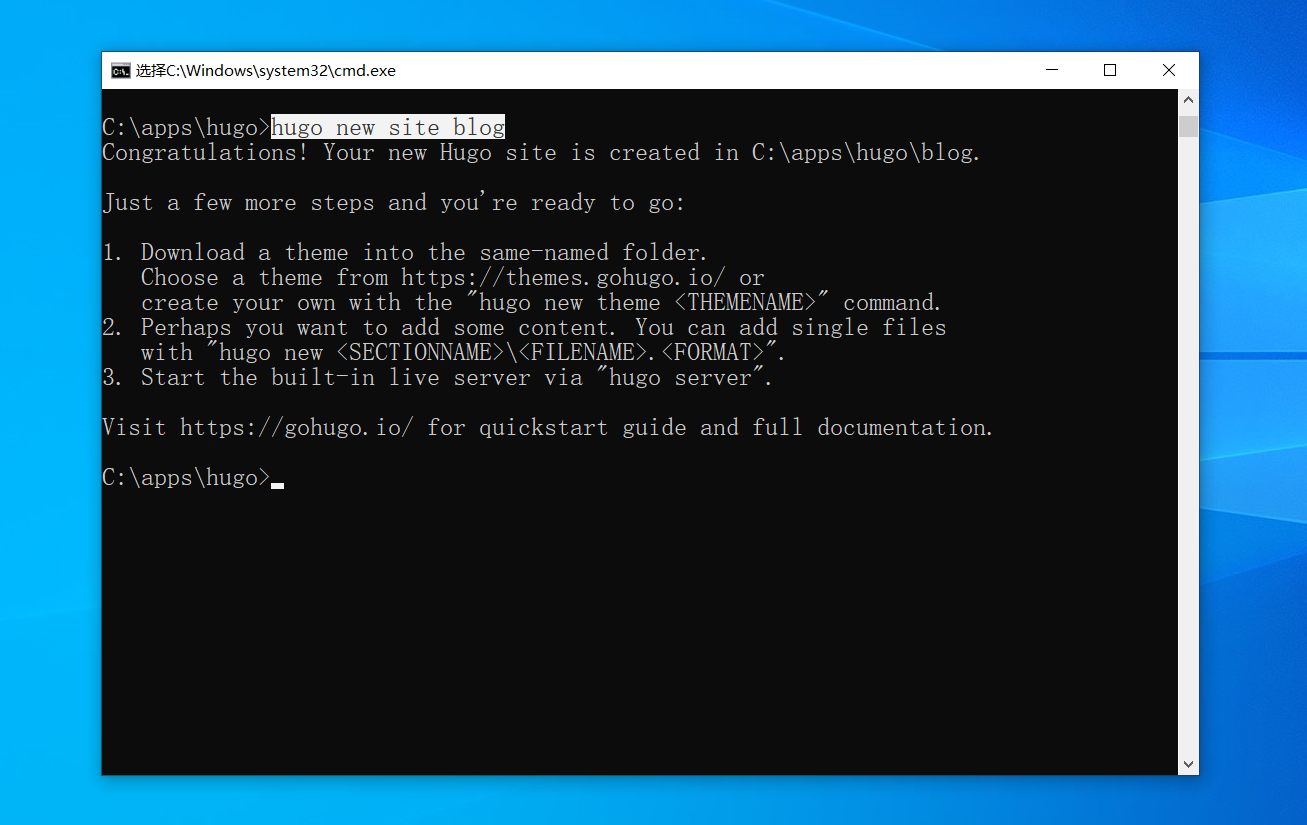 选择C:\Windows\system32\cmd.exe
C:\apps\hugo>hugo new site blog
Congratulations! Your new Hugo site is created in C:\apps\hugo\blog.
Just a few more steps and you're ready to go:
1. Download a theme into the same-named folder.
   Choose a theme from https://themes.gohugo.io/ or
   create your own with the "hugo new theme <THEMENAME>" command.
2. Perhaps you want to add some content. You can add single files
   with "hugo new <SECTIONNAME>\<FILENAME>.<FORMAT>".
3. Start the built-in live server via "hugo server".
Visit https://gohugo.io/ for quickstart guide and full documentation.
C:\apps\hugo>